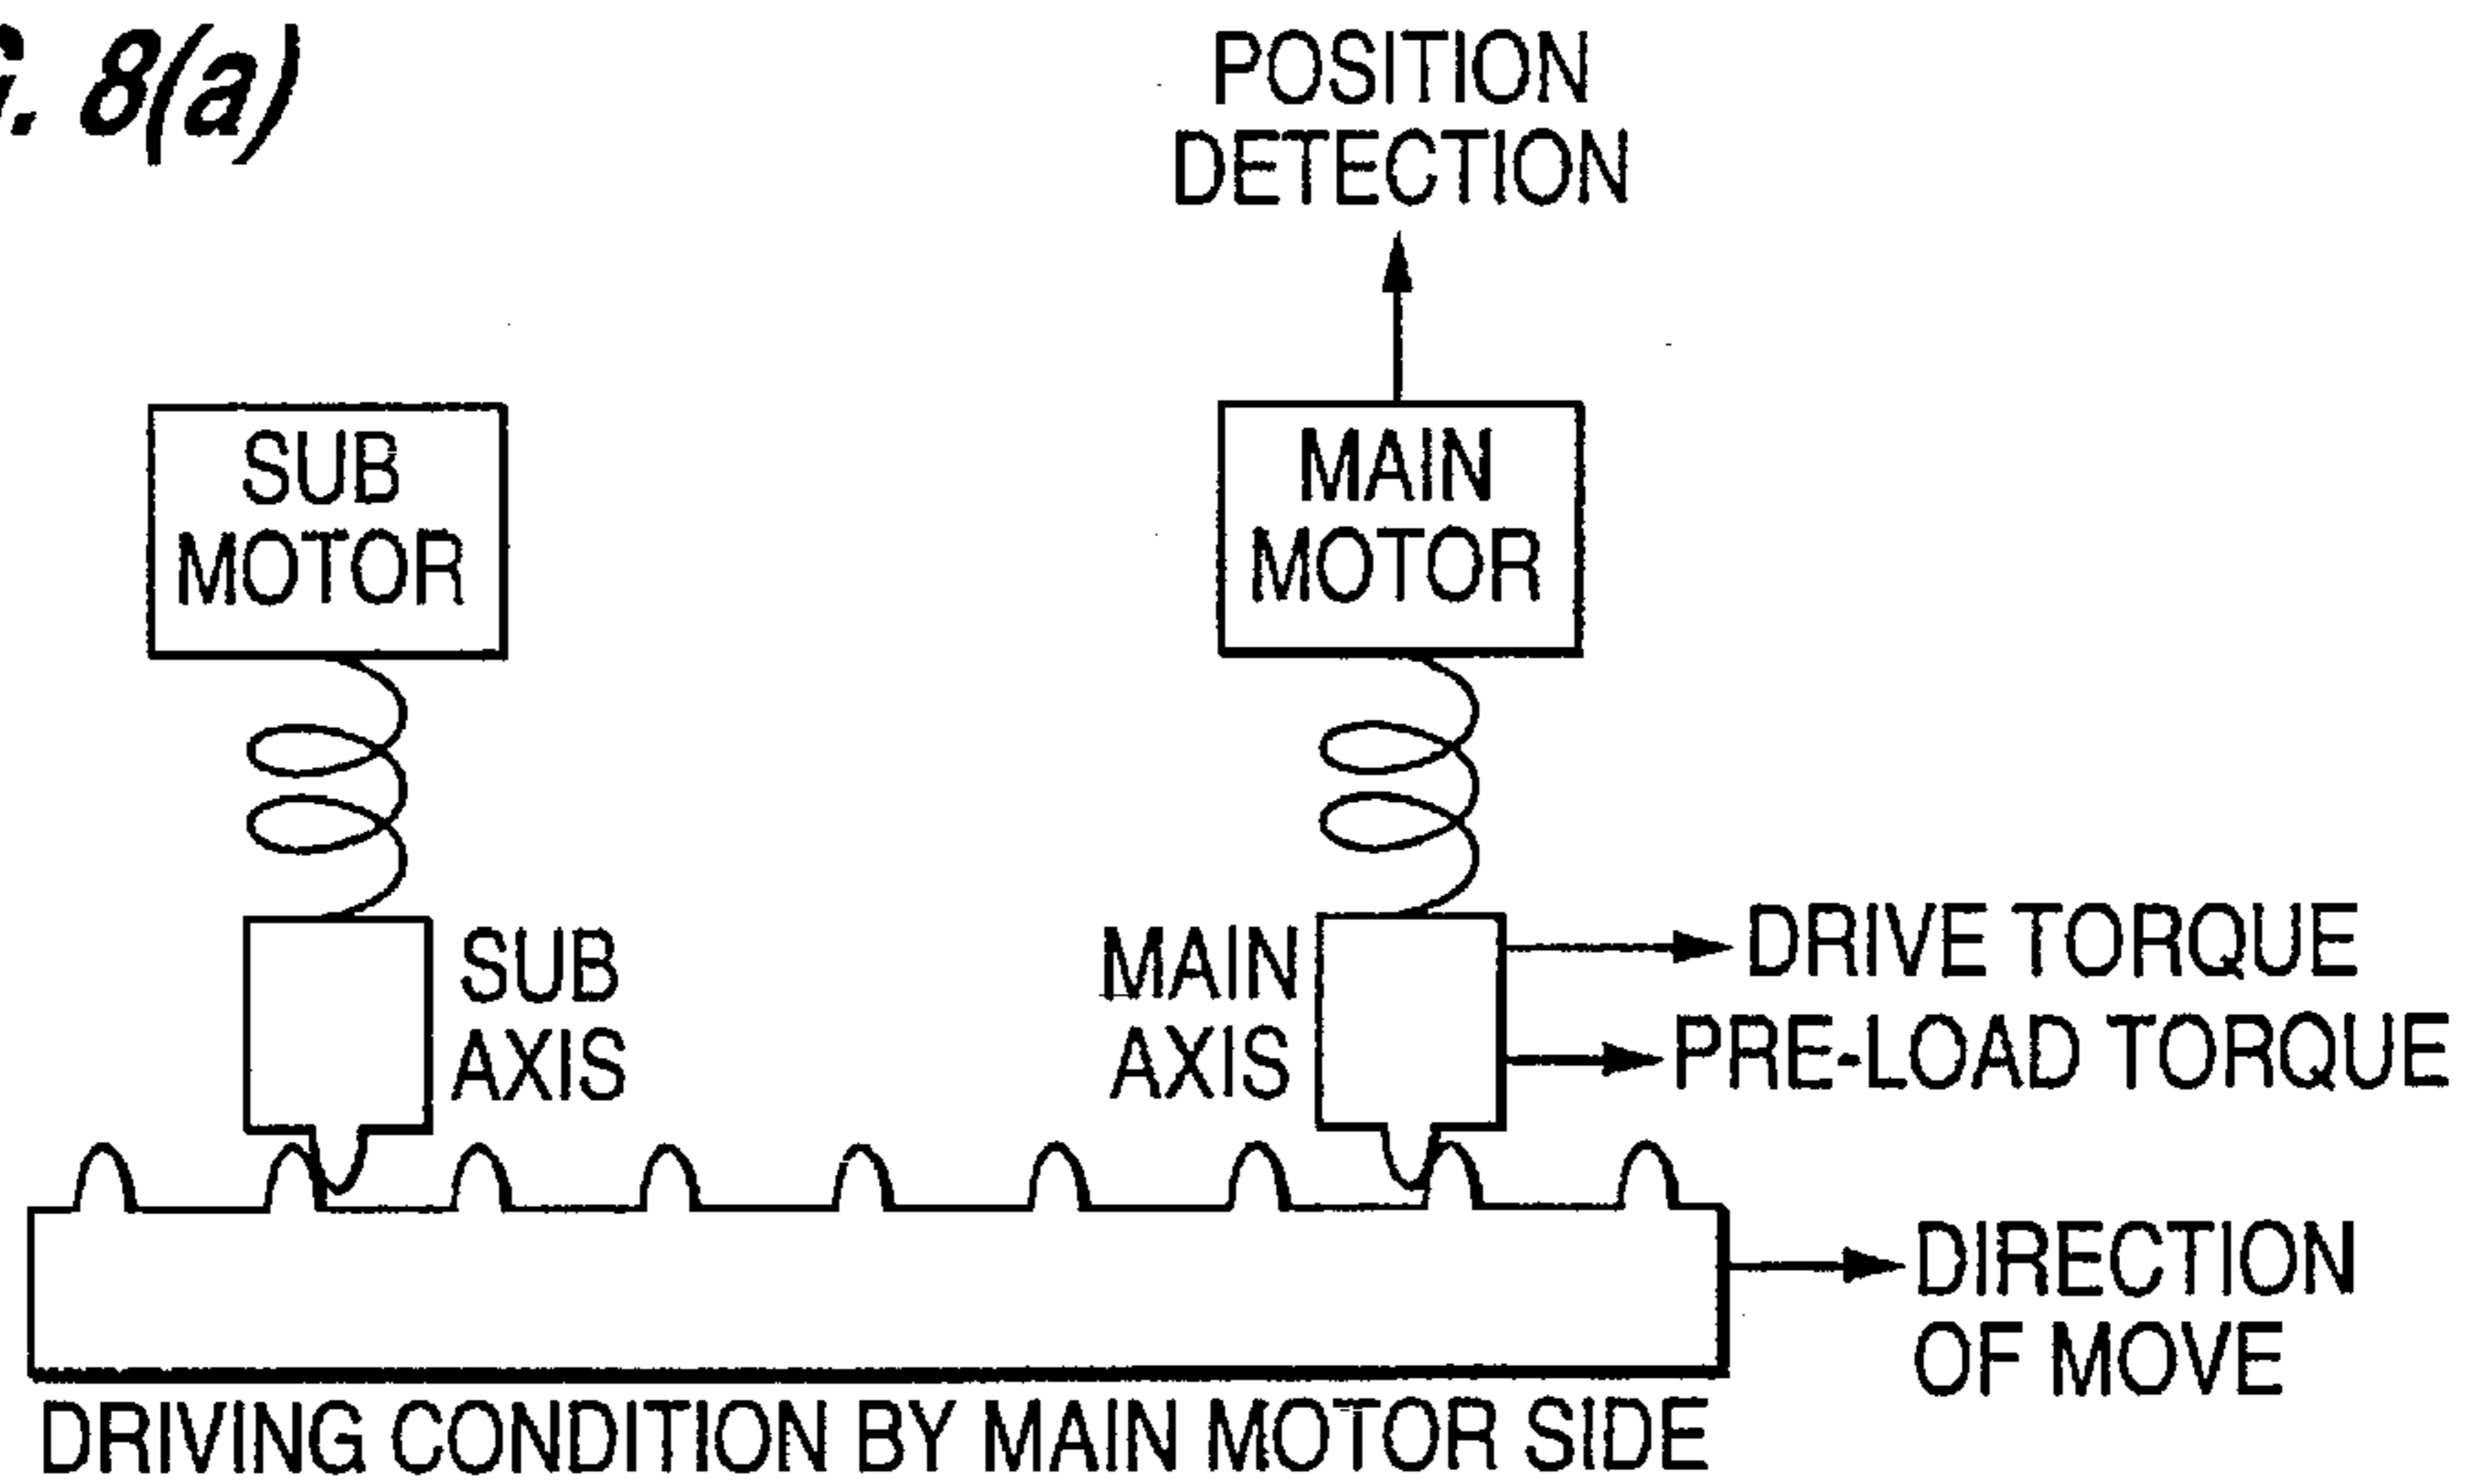 G. 8(a)
POSITION
DETECTION
SUB
MOTOR
MAIN
MOTOR
SUB
AXIS
MAIN
AXIS
DRIVE TORQUE
PRE-LOAD TORQUE
DIRECTION
OF MOVE
DRIVING CONDITION BY MAIN MOTOR SIDE